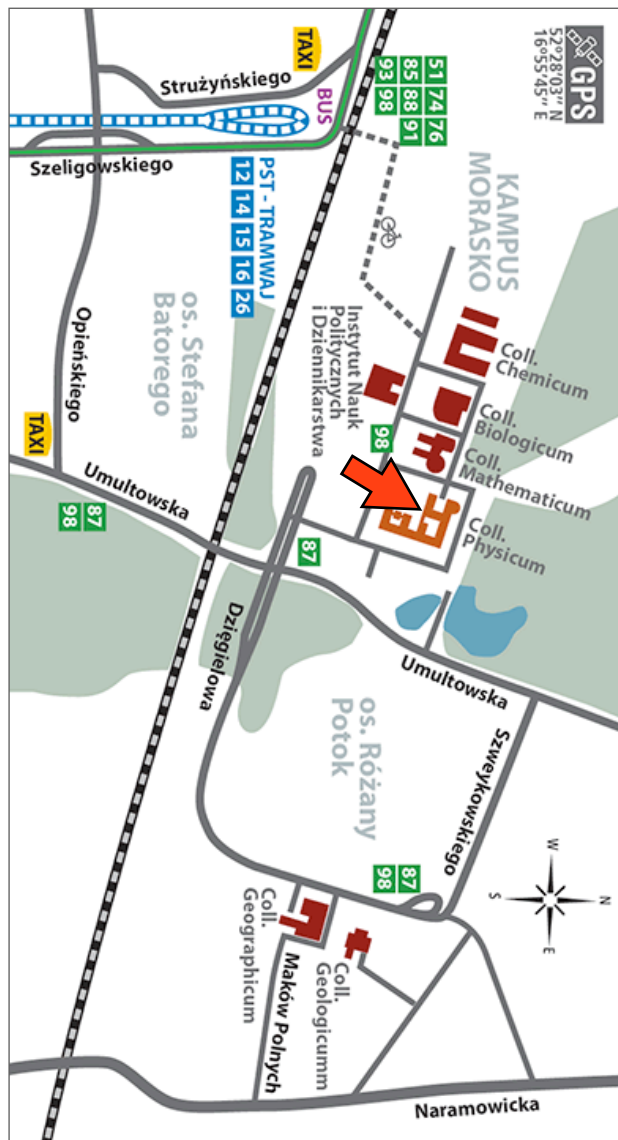 GPS
52°28'03'' N
16°55'45'' E
TAXI
Strużyńskiego
BUS
51 74 76
85 88 91
93 98
Szeligowskiego
PST - TRAMWAJ
12 14 15 16 26
KAMPUS
MORASKO
Coll.
Chemicum
Coll.
Biologicum
Coll.
Mathematicum
Coll.
Physicum
Instytut Nauk
Politycznych
i Dziennikarstwa
98
os. Stefana
Batorego
Opieńskiego
TAXI
Umultowska
87
98
87
Dzięgielowa
Umultowska
os. Różany
Potok
Szweykowskiego
87
98
W
N
S
E
Coll.
Geographicum
Coll.
Geologicumm
Maków Polnych
Naramowicka